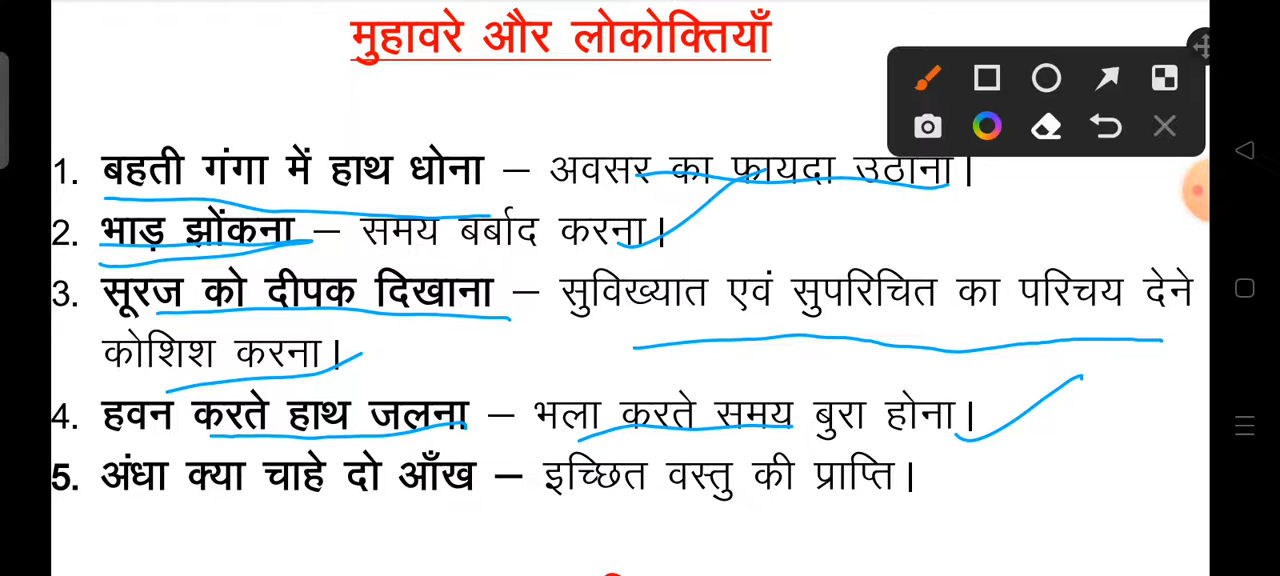 मुहावरे और लोकोक्तियाँ
1. बहती गंगा में हाथ धोना – अवसर का फायदा उठाना।
2. भाड़ झोंकना – समय बर्बाद करना।
3. सूरज को दीपक दिखाना – सुविख्यात एवं सुपरिचित का परिचय देने
कोशिश करना।
4. हवन करते हाथ जलना – भला करते समय बुरा होना।
5. अंधा क्या चाहे दो आँख – इच्छित वस्तु की प्राप्ति।